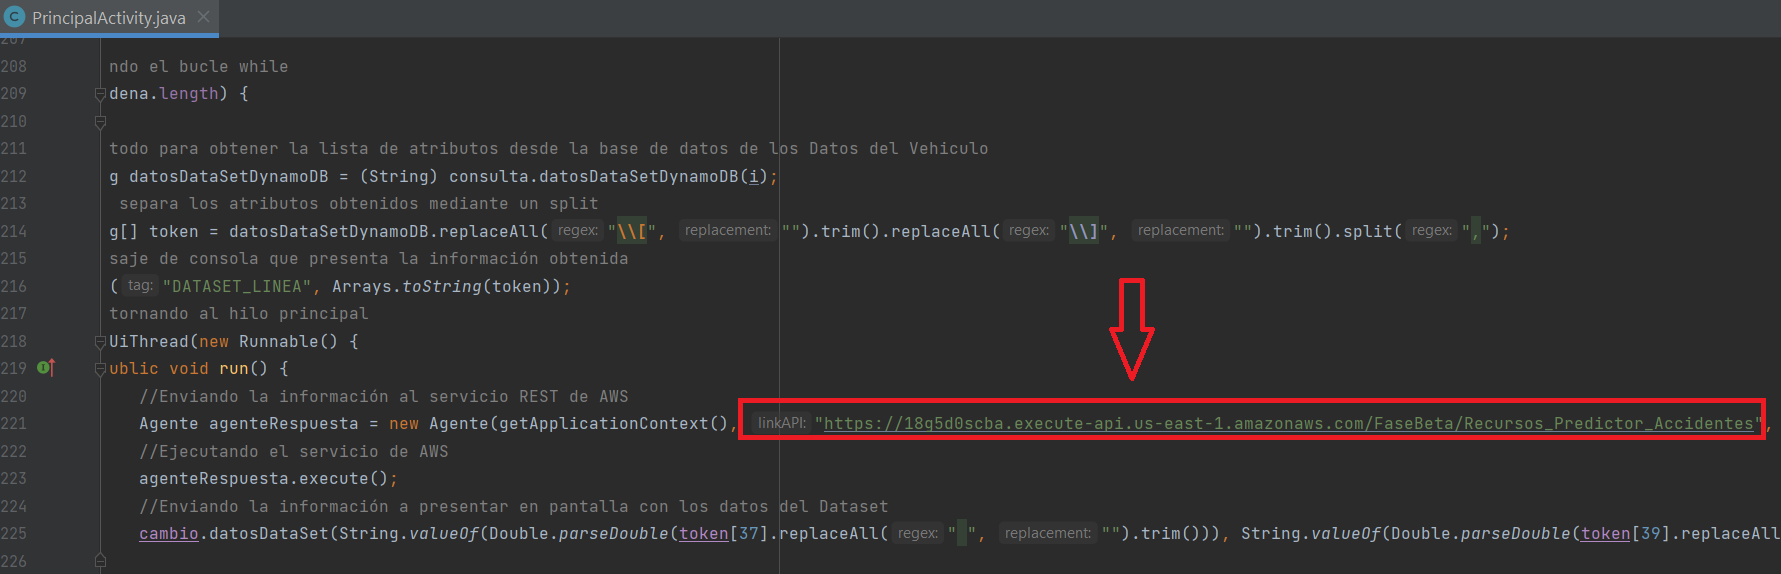 PrincipalActivity.java
207
208 ndo el bucle while
209 dena.length) {
210
211 todo para obtener la lista de atributos desde la base de datos de los Datos del Vehiculo
212 g datosDataSetDynamoDB = (String) consulta.datosDataSetDynamoDB(i);
213 separa los atributos obtenidos mediante un split
214 g[] token = datosDataSetDynamoDB.replaceAll( regex: "\\[", replacement: "").trim().replaceAll( regex: "\\]", replacement: "").trim().split( regex: ",");
215 saje de consola que presenta la información obtenida
216 ( tag: "DATASET_LINEA", Arrays.toString(token));
217 tornando al hilo principal
218 UiThread(new Runnable() {
219 ublic void run() {
220 //Enviando la información al servicio REST de AWS
221 Agente agenteRespuesta = new Agente(getApplicationContext(), linkAPI: "https://18g5d0scba.execute-api.us-east-1.amazonaws.com/FaseBeta/Recursos_Predictor_Accidentes",
222 //Ejecutando el servicio de AWS
223 agenteRespuesta.execute();
224 //Enviando la información a presentar en pantalla con los datos del Dataset
225 cambio.datosDataSet(String.valueOf(Double.parseDouble(token[37].replaceAll( regex: " ", replacement: "").trim())), String.valueOf(Double.parseDouble(token[39].replaceAll
226